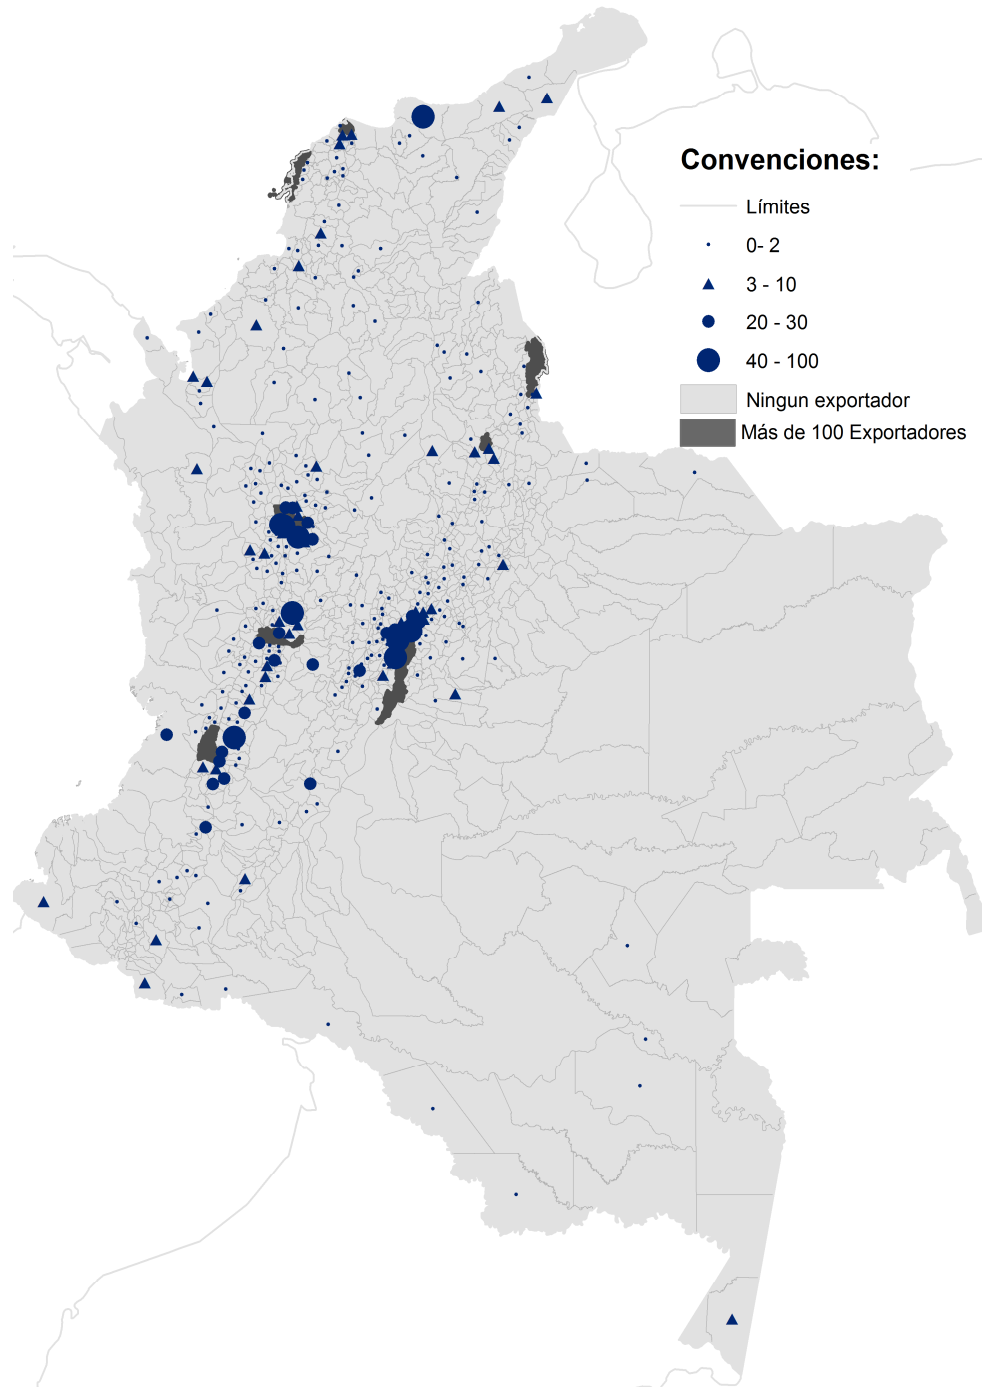 Convenciones:
Límites
0- 2
3 - 10
20 - 30
40 - 100
Ningun exportador
Más de 100 Exportadores